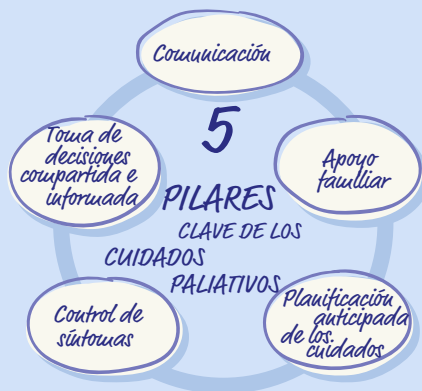 Comunicación
5
PILARES
CLAVE DE LOS
CUIDADOS
PALIATIVOS
Apoyo
familiar
Planificación
anticipada
de los
cuidados
Control de
síntomas
Toma de
decisiones
compartida e
informada